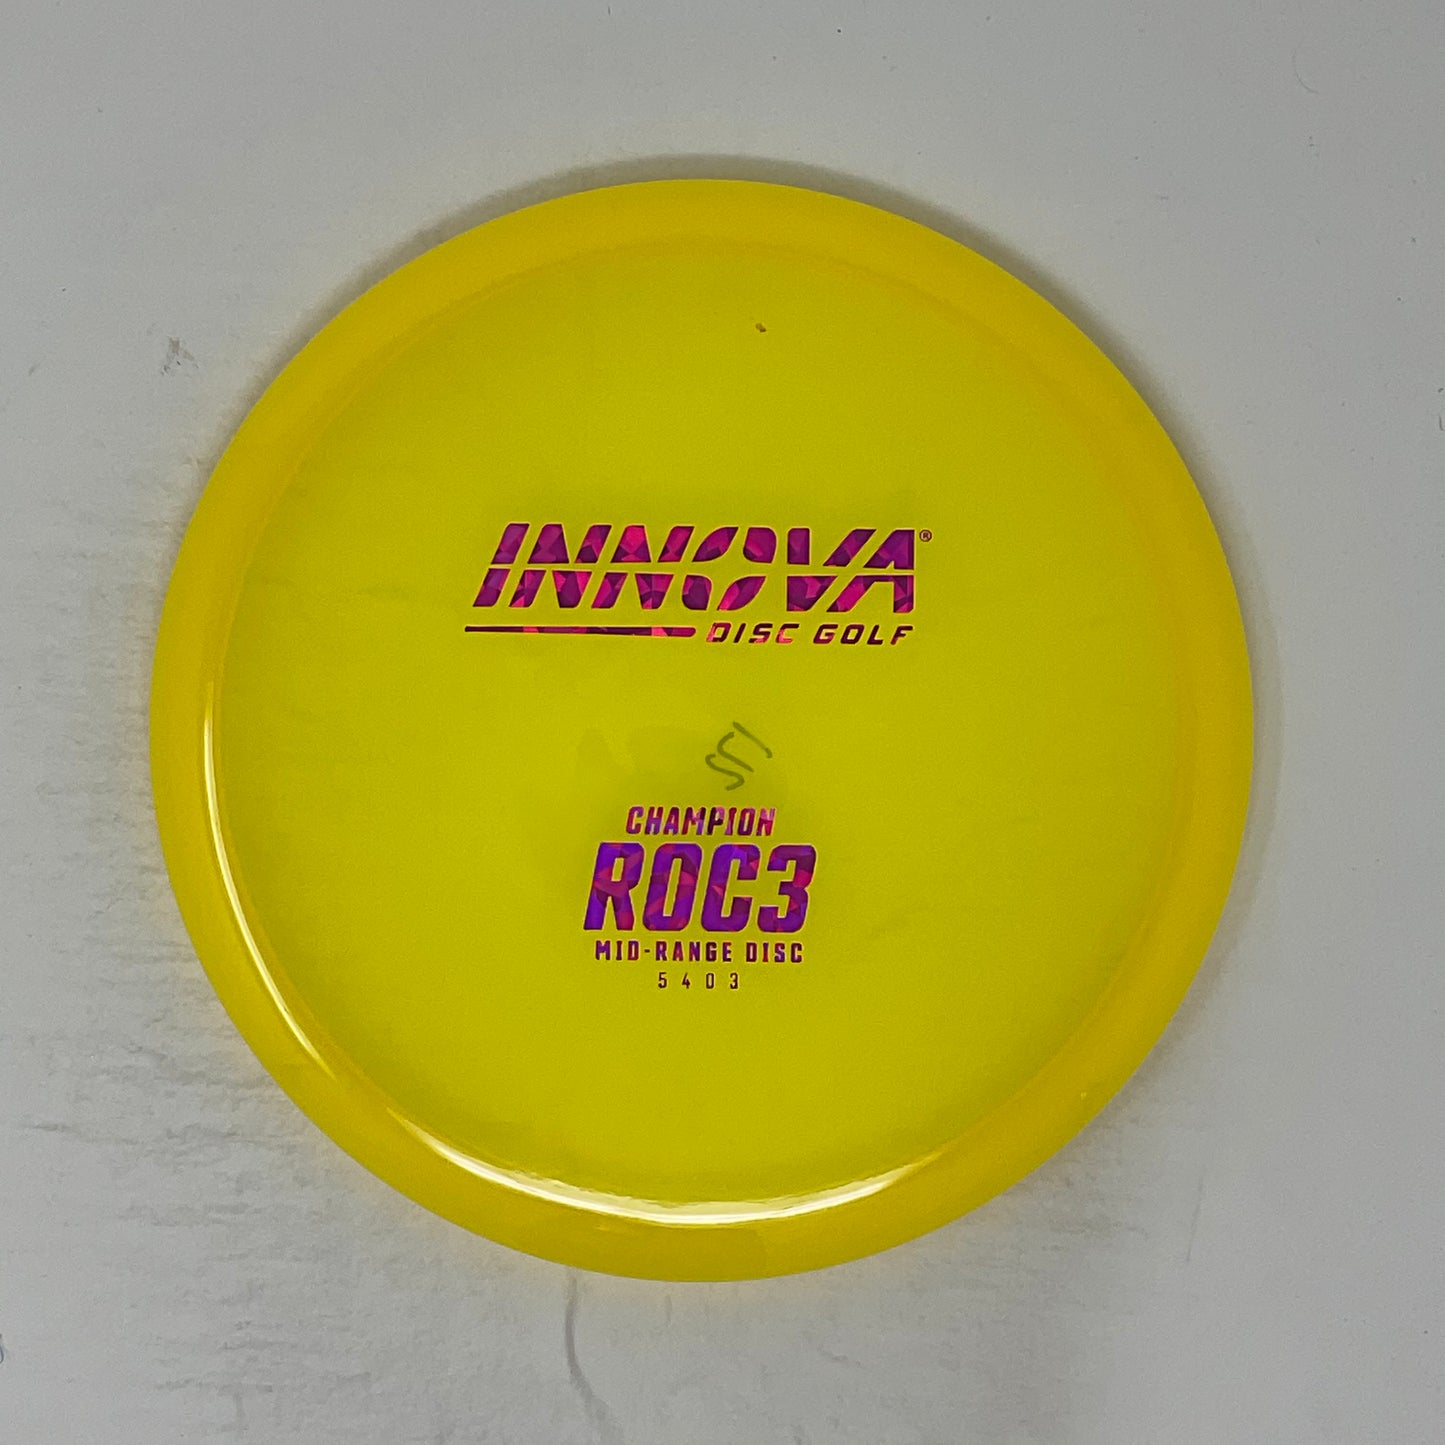 INNOVA®
DISC GOLF
CHAMPION
ROC3
MID-RANGE DISC
5 4 0 3